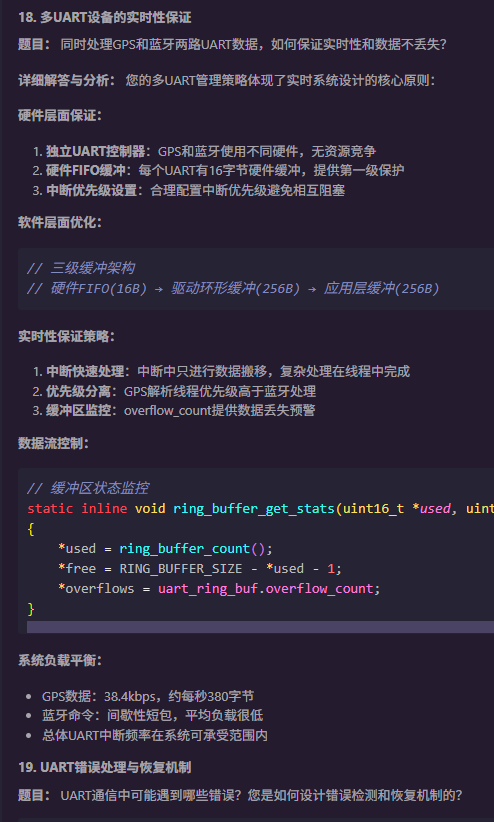 18. 多UART设备的实时性保证
题目： 同时处理GPS和蓝牙两路UART数据，如何保证实时性和数据不丢失？
详细解答与分析： 您的多UART管理策略体现了实时系统设计的核心原则：
硬件层面保证：
1. 独立UART控制器：GPS和蓝牙使用不同硬件，无资源竞争
2. 硬件FIFO缓冲：每个UART有16字节硬件缓冲，提供第一级保护
3. 中断优先级设置：合理配置中断优先级避免相互阻塞
软件层面优化：
// 三级缓冲架构
// 硬件FIFO(16B) → 驱动环形缓冲(256B) → 应用层缓冲(256B)
实时性保证策略：
1. 中断快速处理：中断中只进行数据搬移，复杂处理在线程中完成
2. 优先级分离：GPS解析线程优先级高于蓝牙处理
3. 缓冲区监控：overflow_count提供数据丢失预警
数据流控制：
// 缓冲区状态监控
static inline void ring_buffer_get_stats(uint16_t *used, uint
{
*used = ring_buffer_count();
*free = RING_BUFFER_SIZE - *used - 1;
*overflows = uart_ring_buf.overflow_count;
}
系统负载平衡：
• GPS数据：38.4kbps，约每秒380字节
• 蓝牙命令：间歇性短包，平均负载很低
• 总体UART中断频率在系统可承受范围内
19. UART错误处理与恢复机制
题目： UART通信中可能遇到哪些错误？您是如何设计错误检测和恢复机制的？